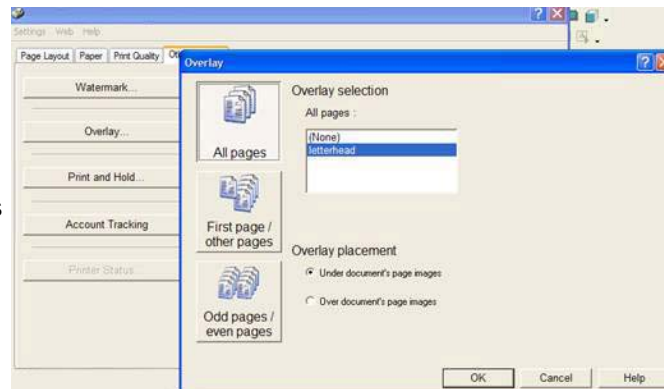 Settings Web Help
Page Layout Paper Print Quality
Overlay
Watermark...
Overlay...
Print and Hold...
Account Tracking
Printer Status...
All pages
First page /
other pages
Odd pages /
even pages
Overlay selection
All pages :
(None)
letterhead
Overlay placement
Under document's page images
Over document's page images
OK Cancel Help
s